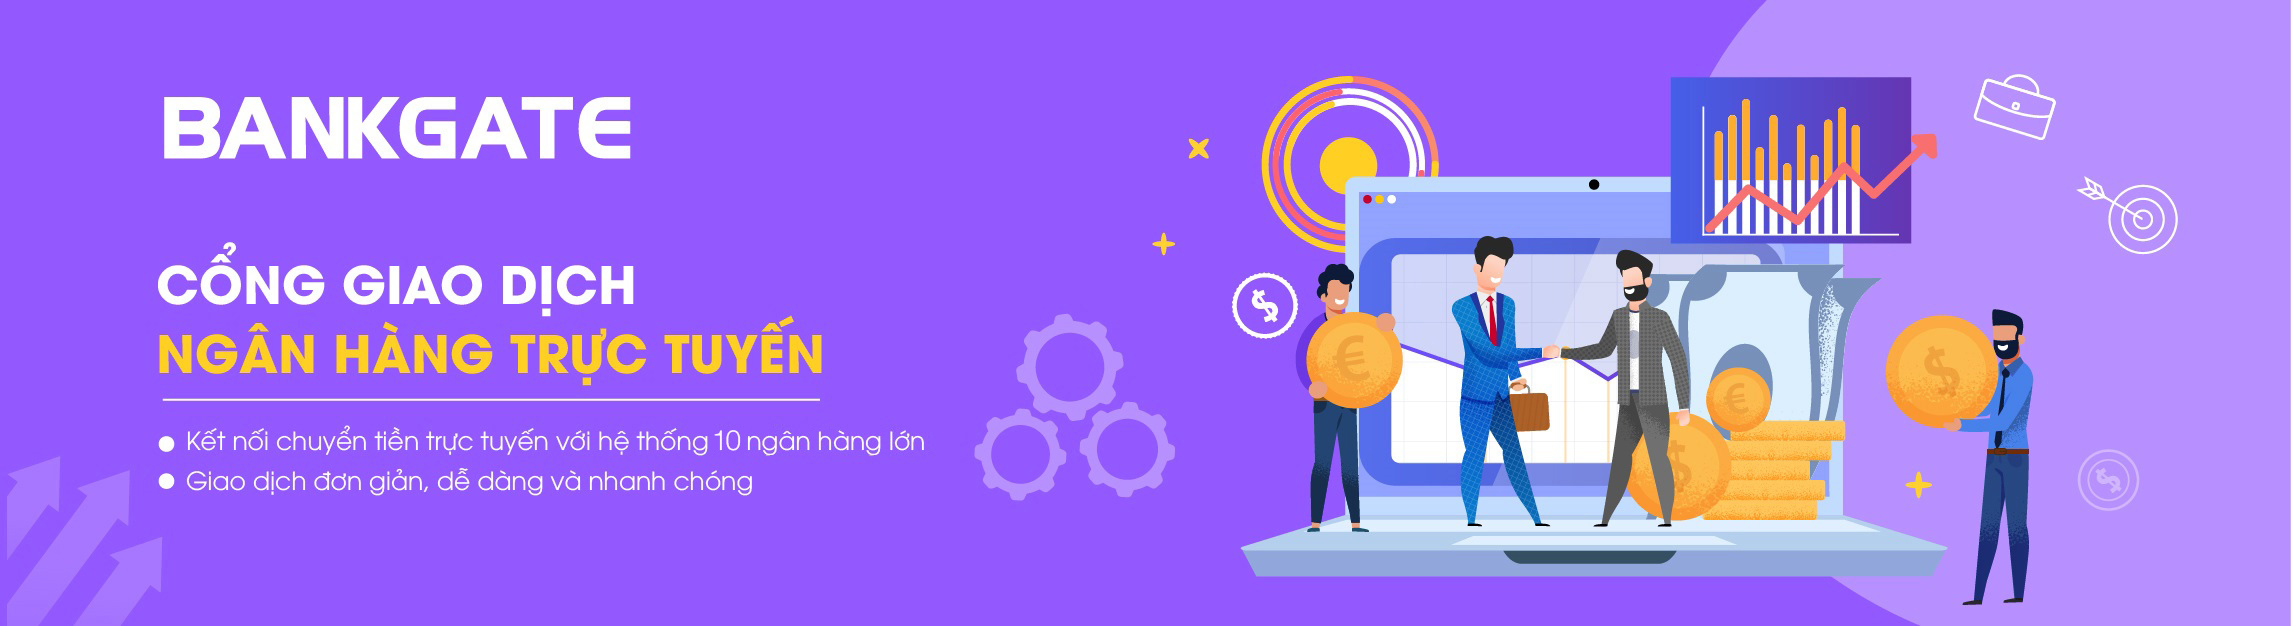 BANKGATE
CỔNG GIAO DỊCH
NGÂN HÀNG TRỰC TUYẾN
Kết nối chuyển tiền trực tuyến với hệ thống 10 ngân hàng lớn
Giao dịch đơn giản, dễ dàng và nhanh chóng